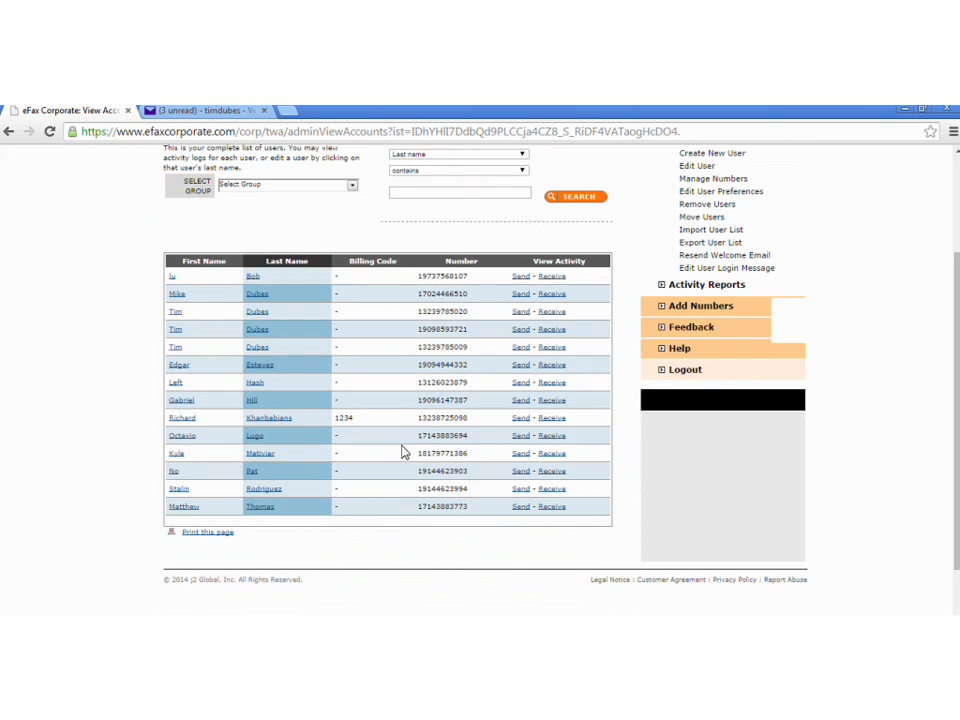 eFax Corporate: View Acc
(3 unread) - timdubes -
https://www.efaxcorporate.com/corp/twa/adminViewAccounts?ist=IDhYHll7DdbQd9PLCCja4CZ8_S_RiDF4VATaogHcDO4.
This is your complete list of users. You may view
activity logs for each user, or edit a user by clicking on
that user's last name.
SELECT GROUP
Select Group
Last name
contains
SEARCH
First Name Last Name Billing Code Number View Activity
Iu Bob - 19737568107 Send - Receive
Mike Dubes - 17024466510 Send - Receive
Tim Dubes - 13239785020 Send - Receive
Tim Dubes - 19098593721 Send - Receive
Tim Dubes - 13239785009 Send - Receive
Edgar Estevez - 19094944332 Send - Receive
Left Hash - 13126023879 Send - Receive
Gabriel Hill - 19096147387 Send - Receive
Richard Khanbabians 1234 13238725098 Send - Receive
Octavio Lugo - 17143883694 Send - Receive
Kyle Metivier - 18179771386 Send - Receive
No Pat - 19144623903 Send - Receive
Stalin Rodriguez - 19144623994 Send - Receive
Matthew Thomas - 17143883773 Send - Receive
Print this page
Create New User
Edit User
Manage Numbers
Edit User Preferences
Remove Users
Move Users
Import User List
Export User List
Resend Welcome Email
Edit User Login Message
Activity Reports
Add Numbers
Feedback
Help
Logout
© 2014 j2 Global, Inc. All Rights Reserved.
Legal Notice : Customer Agreement : Privacy Policy : Report Abuse